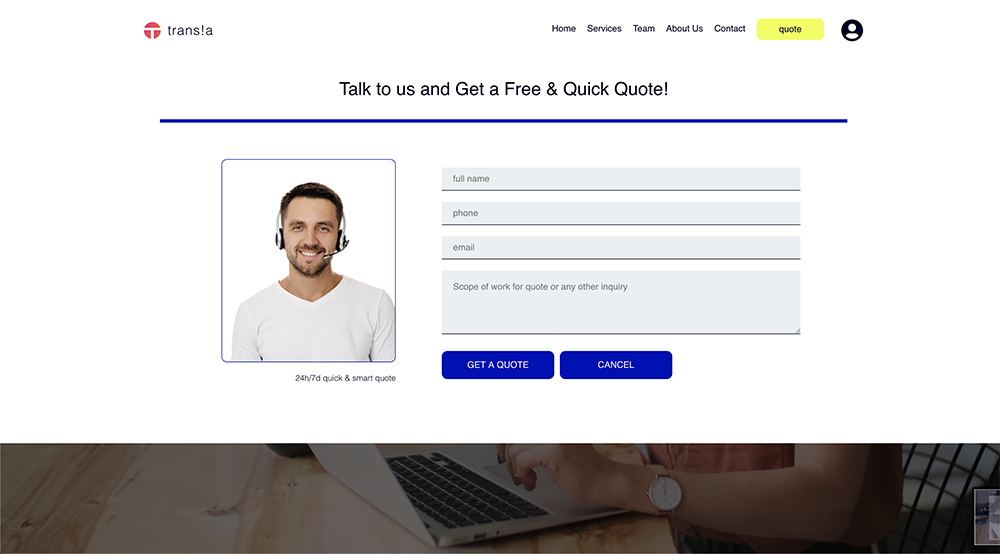 trans!a
Home Services Team About Us Contact quote
Talk to us and Get a Free & Quick Quote!
full name
phone
email
Scope of work for quote or any other inquiry
GET A QUOTE CANCEL
24h/7d quick & smart quote